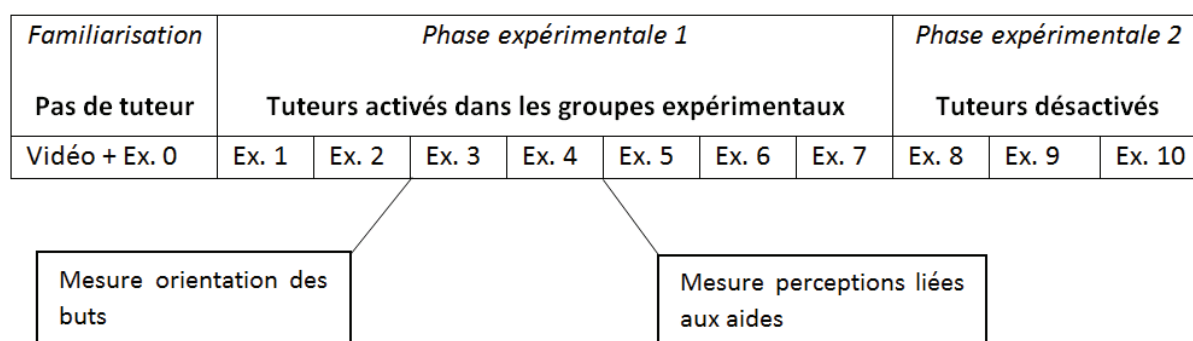 Familiarisation Phase expérimentale 1 Phase expérimentale 2
Pas de tuteur Tuteurs activés dans les groupes expérimentaux Tuteurs désactivés
Vidéo + Ex. 0 Ex. 1 Ex. 2 Ex. 3 Ex. 4 Ex. 5 Ex. 6 Ex. 7 Ex. 8 Ex. 9 Ex. 10
Mesure orientation des
buts
Mesure perceptions liées
aux aides